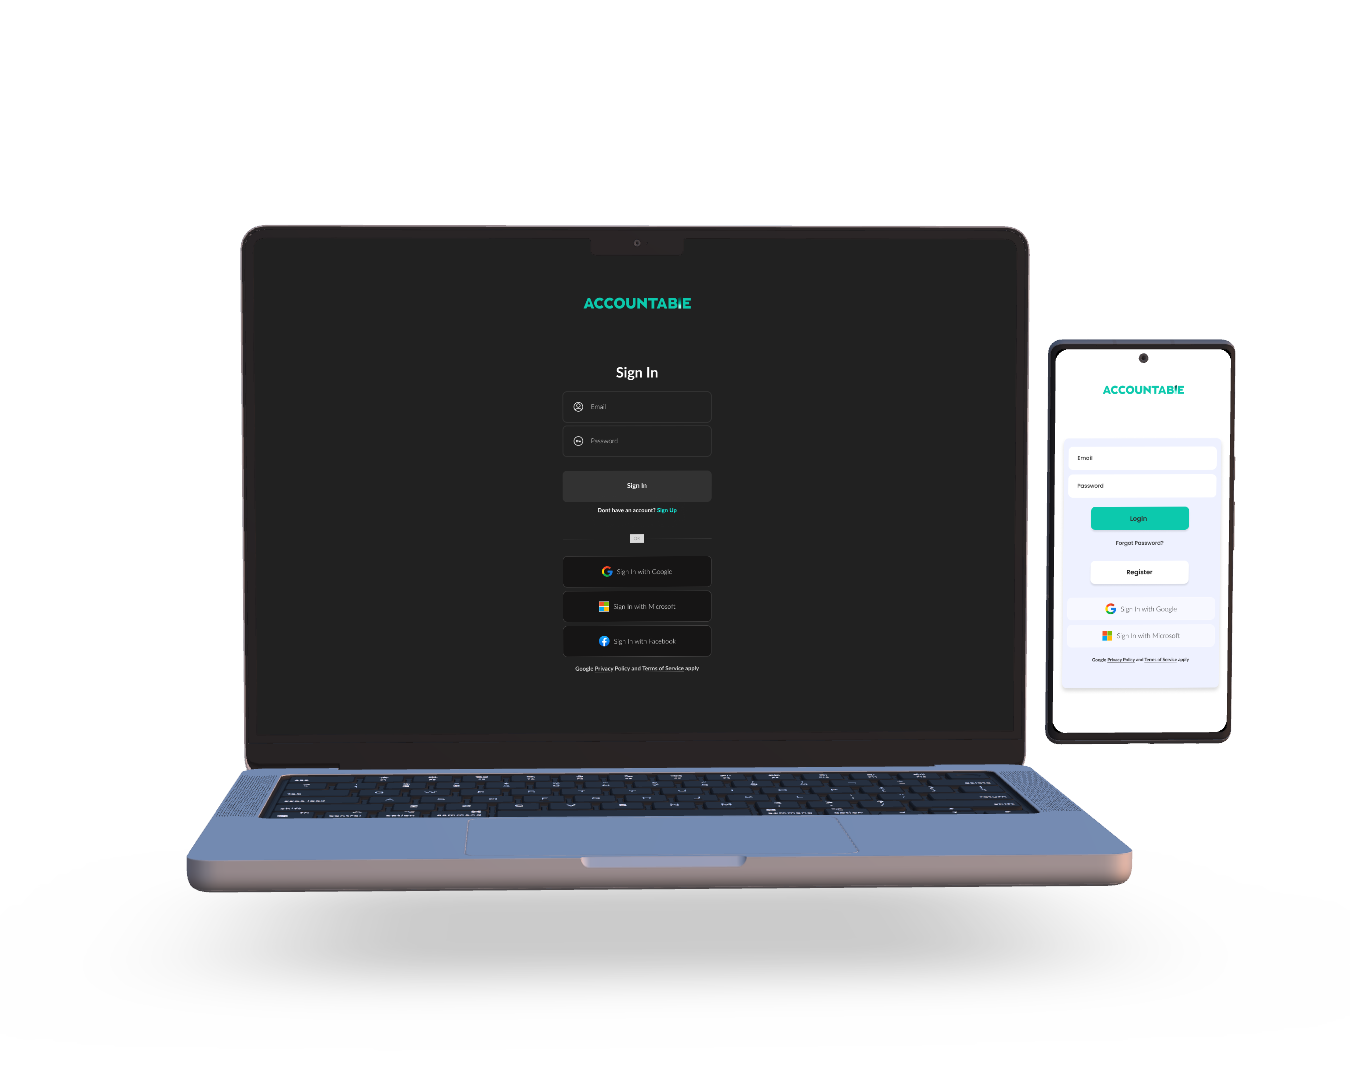 ACCOUNTABLE
Sign In
Email
Password
Sign In
Dont have an account? Sign Up
Sign In with Google
Sign In with Microsoft
Sign In with Facebook
Google Privacy Policy and Terms of Service apply
ACCOUNTABLE
Email
Password
Login
Forgot Password?
Register
Sign In with Google
Sign In with Microsoft
Google Privacy Policy and Terms of Service apply